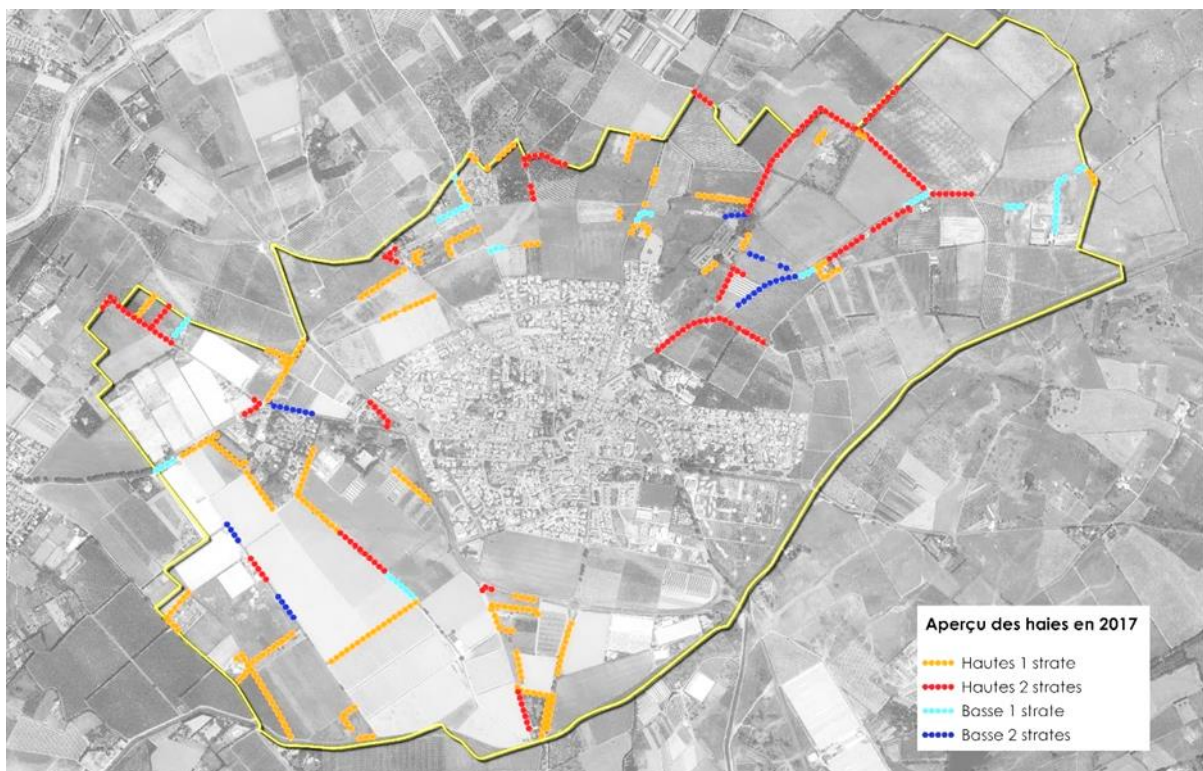 Aperçu des haies en 2017
Hautes 1 strate
Hautes 2 strates
Basse 1 strate
Basse 2 strates